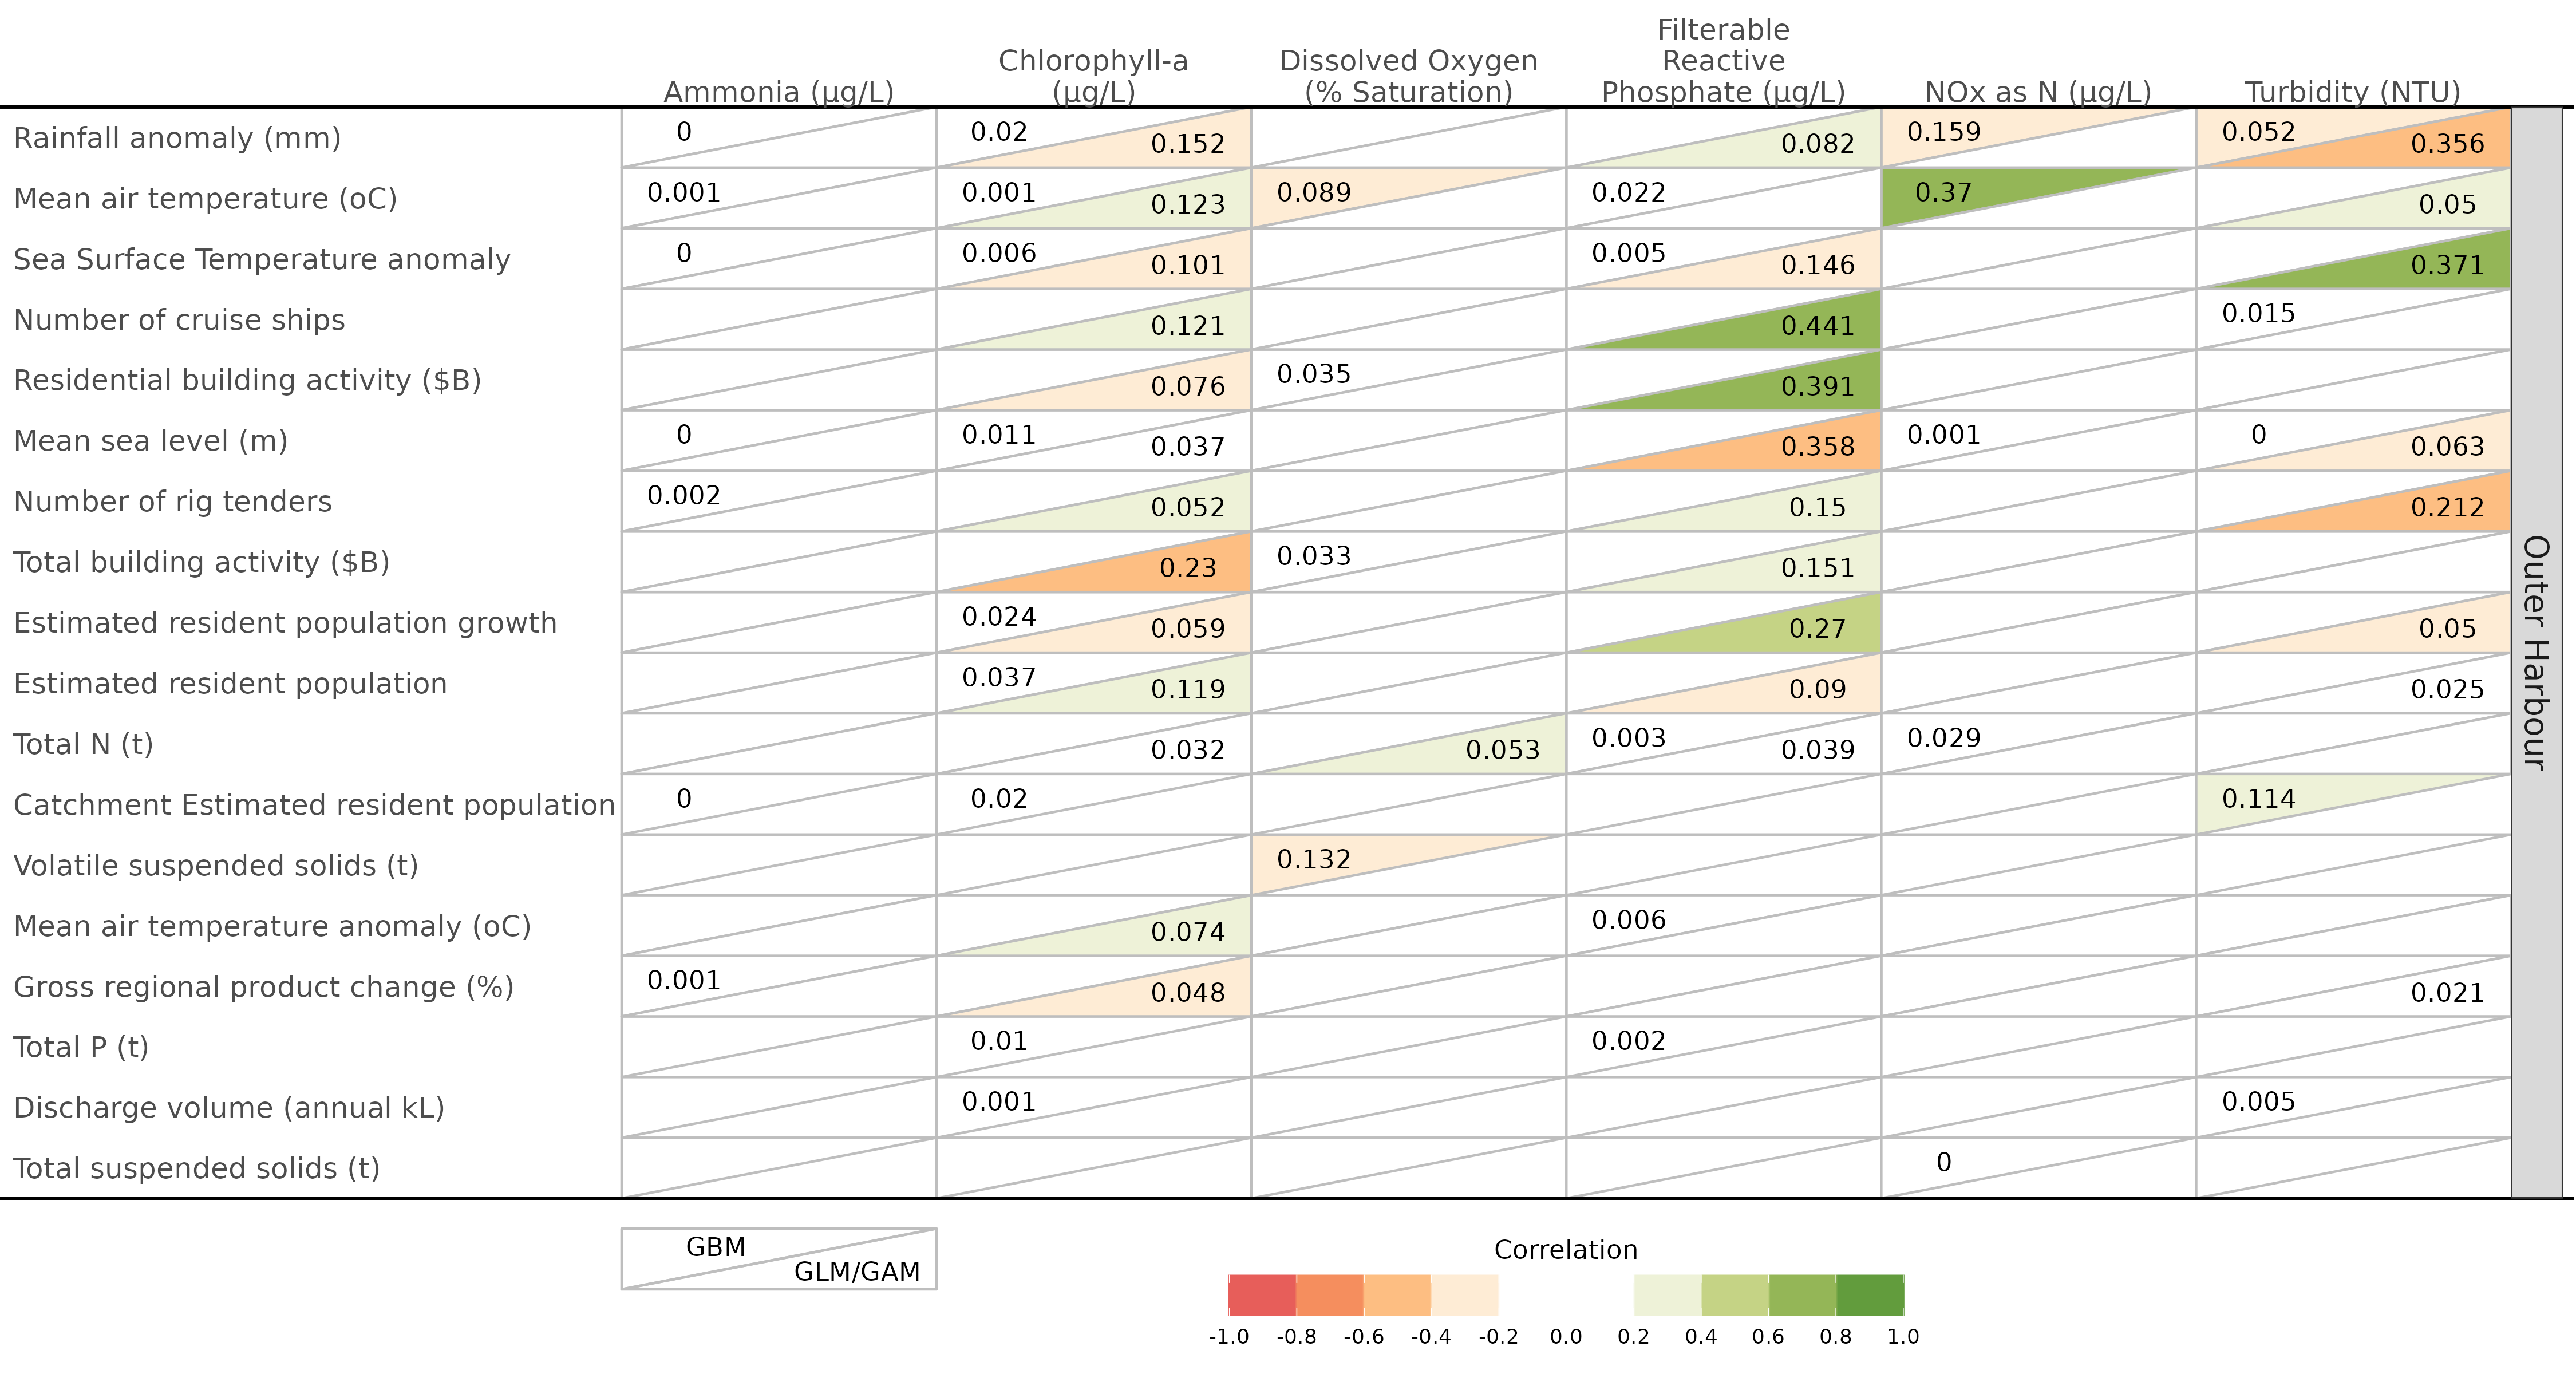 Filterable
Chlorophyll-a Dissolved Oxygen Reactive
Ammonia (µg/L) (µg/L) (% Saturation) Phosphate (µg/L) NOx as N (µg/L) Turbidity (NTU)
Rainfall anomaly (mm) 0 0.02 0.152 0.082 0.159 0.052 0.356
Mean air temperature (oC) 0.001 0.001 0.123 0.089 0.022 0.37 0.05
Sea Surface Temperature anomaly 0 0.006 0.101 0.005 0.146 0.371
Number of cruise ships 0.121 0.441 0.015
Residential building activity ($B) 0.076 0.035 0.391
Mean sea level (m) 0 0.011 0.037 0.358 0.001 0 0.063
Number of rig tenders 0.002 0.052 0.15 0.212
Total building activity ($B) 0.23 0.033 0.151
Estimated resident population growth 0.024 0.059 0.27 0.05
Estimated resident population 0.037 0.119 0.09 0.025
Total N (t) 0.032 0.053 0.003 0.039 0.029
Catchment Estimated resident population 0 0.02 0.114
Volatile suspended solids (t) 0.132
Mean air temperature anomaly (oC) 0.074 0.006
Gross regional product change (%) 0.001 0.048 0.021
Total P (t) 0.01 0.002
Discharge volume (annual kL) 0.001 0.005
Total suspended solids (t) 0
Outer Harbour
GBM
GLM/GAM
Correlation
-1.0 -0.8 -0.6 -0.4 -0.2 0.0 0.2 0.4 0.6 0.8 1.0